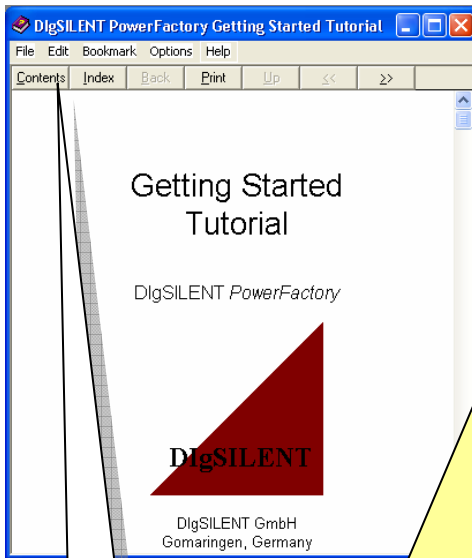 DIgSILENT PowerFactory Getting Started Tutorial
File Edit Bookmark Options Help
Contents Index Back Print Up << >>
Getting Started
Tutorial
DIgSILENT PowerFactory
DIgSILENT
DIgSILENT GmbH
Gomaringen, Germany